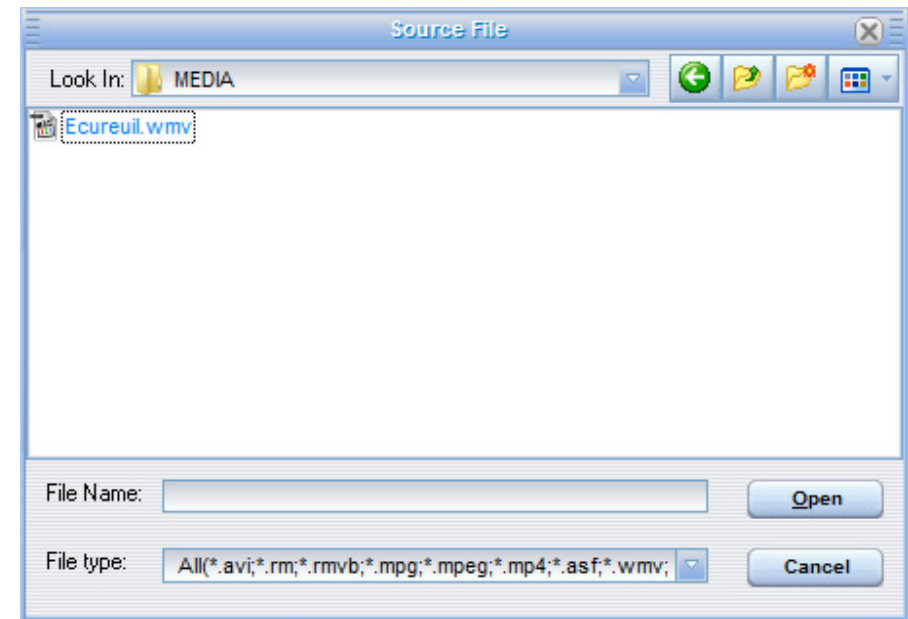 Source File
Look In: MEDIA
Ecureuil.wmv
File Name:
Open
File type: All(*.avi;*.rm;*.rmvb;*.mpg;*.mpeg;*.mp4;*.asf;*.wmv;
Cancel